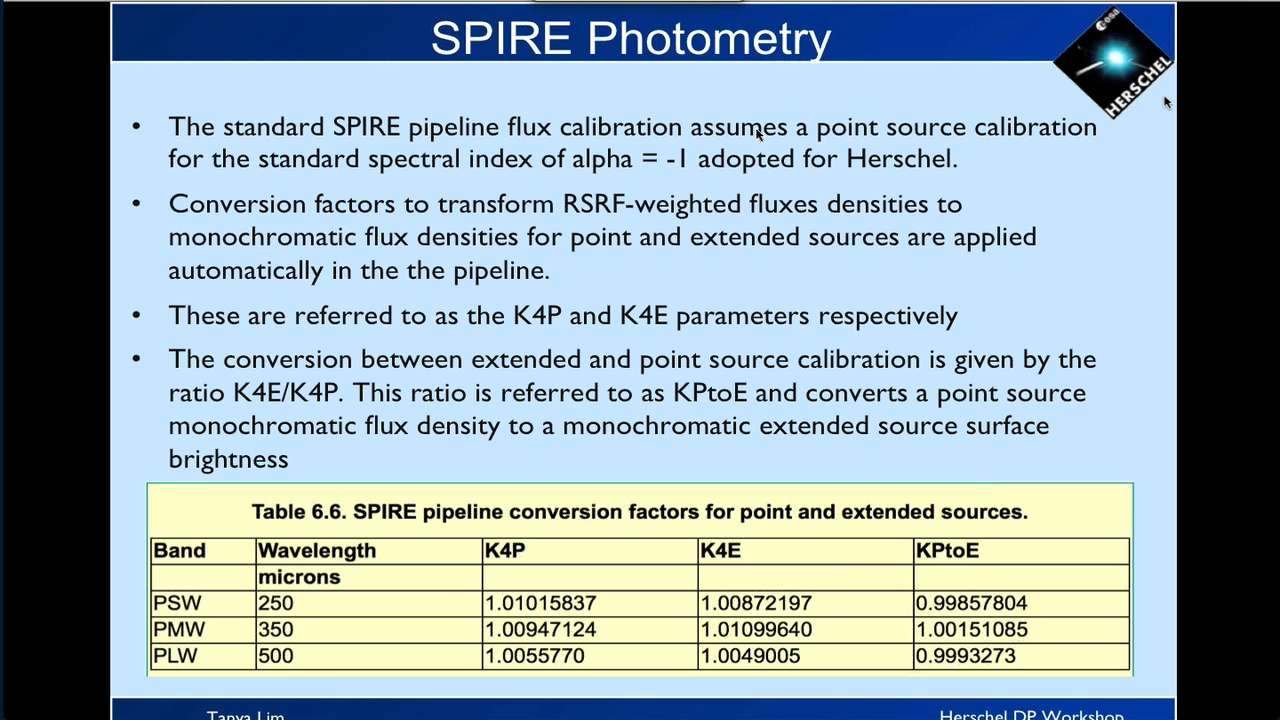 SPIRE Photometry
esa
HERSCHEL
• The standard SPIRE pipeline flux calibration assumes a point source calibration
for the standard spectral index of alpha = -1 adopted for Herschel.
• Conversion factors to transform RSRF-weighted fluxes densities to
monochromatic flux densities for point and extended sources are applied
automatically in the the pipeline.
• These are referred to as the K4P and K4E parameters respectively
• The conversion between extended and point source calibration is given by the
ratio K4E/K4P. This ratio is referred to as KPtoE and converts a point source
monochromatic flux density to a monochromatic extended source surface
brightness
Table 6.6. SPIRE pipeline conversion factors for point and extended sources.
Band Wavelength K4P K4E KPtoE
microns
PSW 250 1.01015837 1.00872197 0.99857804
PMW 350 1.00947124 1.01099640 1.00151085
PLW 500 1.0055770 1.0049005 0.9993273
Tanya Lim Herschel DP Workshop